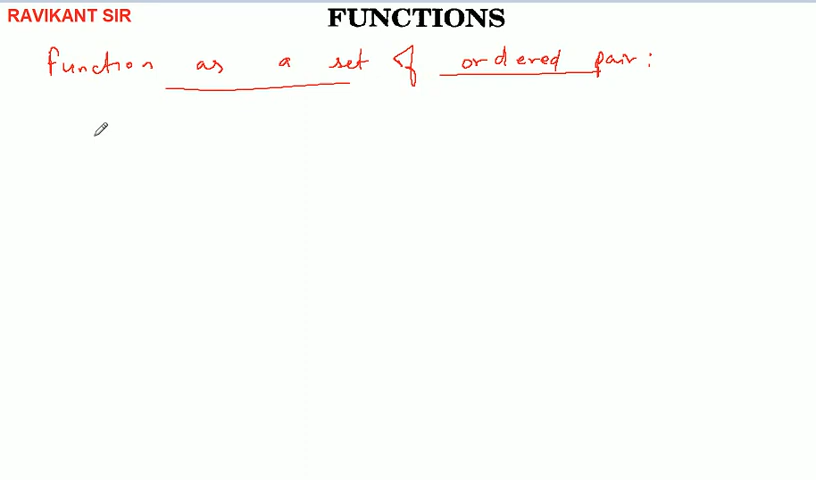 RAVIKANT SIR
FUNCTIONS
function as a set of ordered pair: